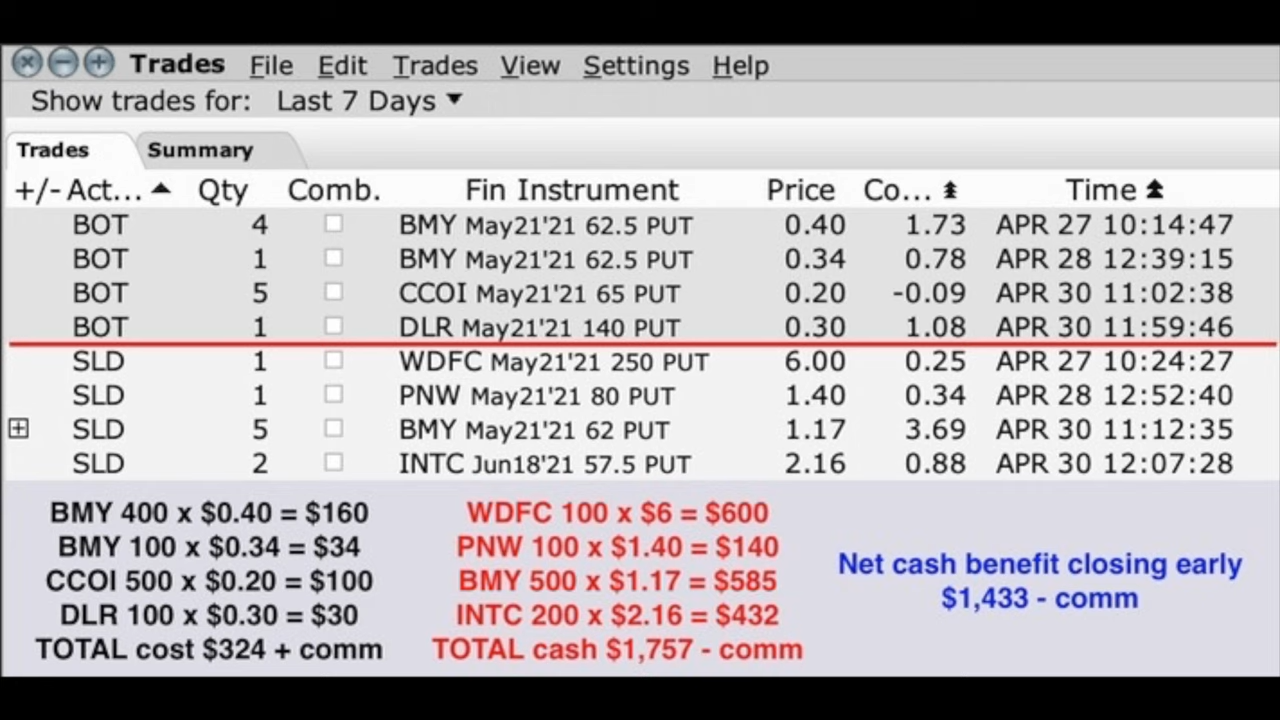 Trades File Edit Trades View Settings Help
Show trades for: Last 7 Days
Trades Summary
+/- Act... Qty Comb. Fin Instrument Price Co... Time
BOT 4 BMY May21'21 62.5 PUT 0.40 1.73 APR 27 10:14:47
BOT 1 BMY May21'21 62.5 PUT 0.34 0.78 APR 28 12:39:15
BOT 5 CCOI May21'21 65 PUT 0.20 -0.09 APR 30 11:02:38
BOT 1 DLR May21'21 140 PUT 0.30 1.08 APR 30 11:59:46
SLD 1 WDFC May21'21 250 PUT 6.00 0.25 APR 27 10:24:27
SLD 1 PNW May21'21 80 PUT 1.40 0.34 APR 28 12:52:40
SLD 5 BMY May21'21 62 PUT 1.17 3.69 APR 30 11:12:35
SLD 2 INTC Jun18'21 57.5 PUT 2.16 0.88 APR 30 12:07:28
BMY 400 x $0.40 = $160
BMY 100 x $0.34 = $34
CCOI 500 x $0.20 = $100
DLR 100 x $0.30 = $30
TOTAL cost $324 + comm
WDFC 100 x $6 = $600
PNW 100 x $1.40 = $140
BMY 500 x $1.17 = $585
INTC 200 x $2.16 = $432
TOTAL cash $1,757 - comm
Net cash benefit closing early
$1,433 - comm